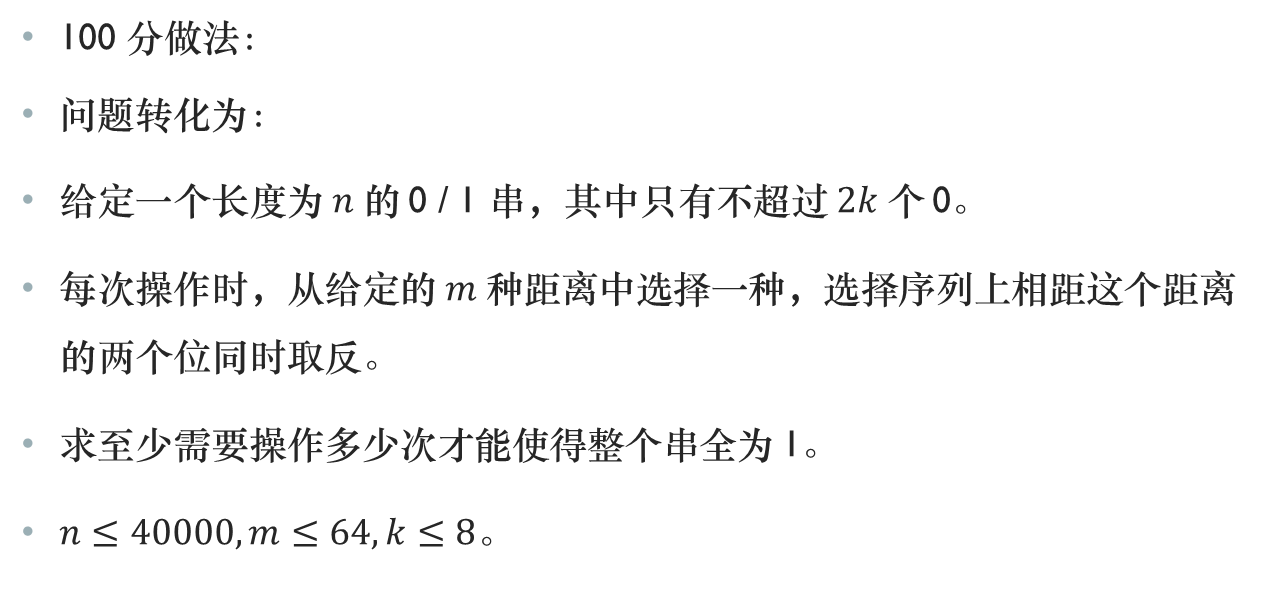 • 100 分做法：
• 问题转化为：
• 给定一个长度为 n 的 0 / 1 串，其中只有不超过 2k 个 0。
• 每次操作时，从给定的 m 种距离中选择一种，选择序列上相距这个距离
的两个位同时取反。
• 求至少需要操作多少次才能使得整个串全为 1。
• n ≤ 40000, m ≤ 64, k ≤ 8。